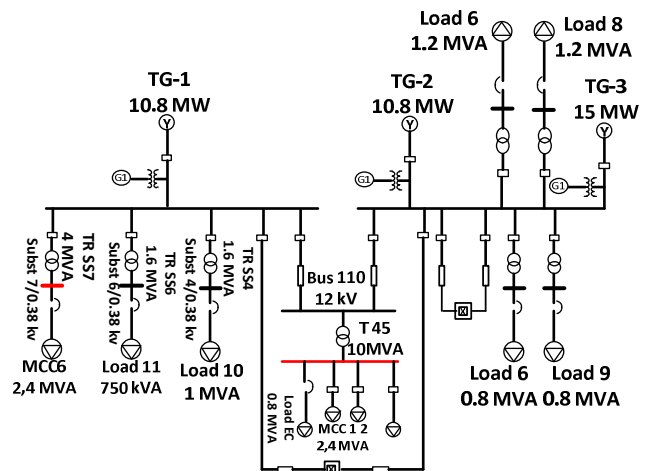 Load 6
1.2 MVA
Load 8
1.2 MVA
TG-1
10.8 MW
TG-2
10.8 MW
TG-3
15 MW
Y
Y
Y
G1
G1
G1
TR SS7
4 MVA
Subst 7/0.38 kv
TR SS6
1.6 MVA
Subst 6/0.38 kv
TR SS4
1.6 MVA
Subst 4/0.38 kv
Bus 110
12 kV
T 45
10MVA
MCC6
2,4 MVA
Load 11
750 kVA
Load 10
1 MVA
Load EC
0.8 MVA
MCC 1 2
2,4 MVA
Load 6
0.8 MVA
Load 9
0.8 MVA